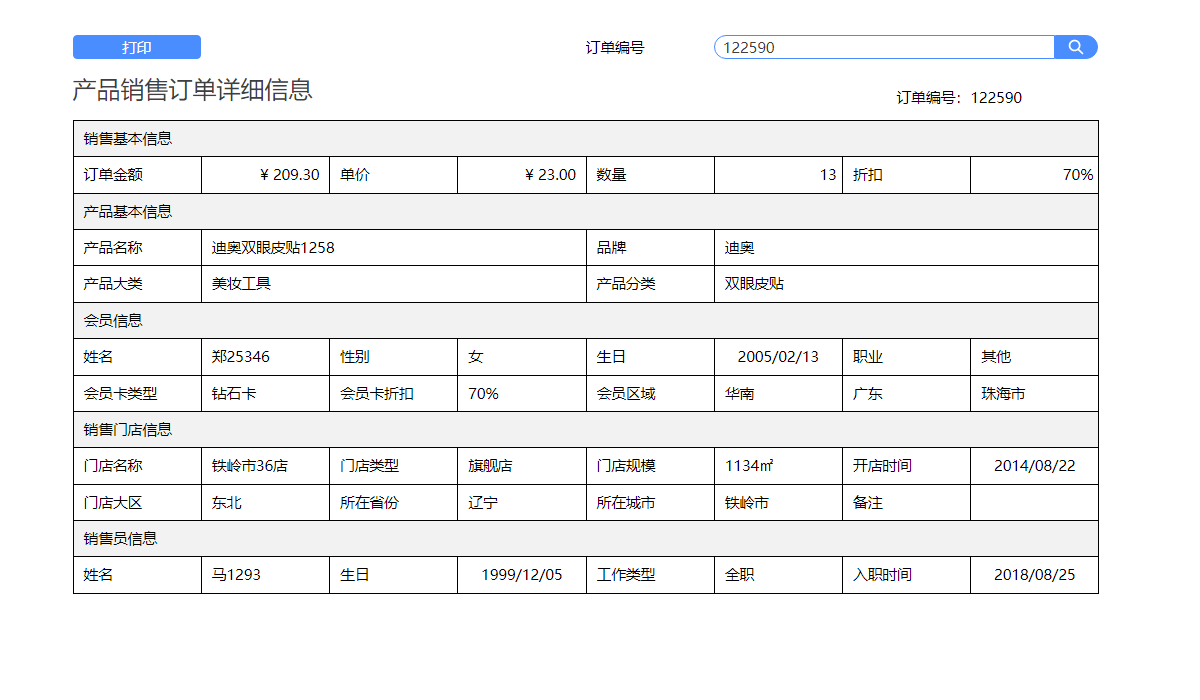 打印 订单编号 122590
产品销售订单详细信息
订单编号：122590
销售基本信息
订单金额 ¥ 209.30 单价 ¥ 23.00 数量 13 折扣 70%
产品基本信息
产品名称 迪奥双眼皮贴1258 品牌 迪奥
产品大类 美妆工具 产品分类 双眼皮贴
会员信息
姓名 郑25346 性别 女 生日 2005/02/13 职业 其他
会员卡类型 钻石卡 会员卡折扣 70% 会员区域 华南 广东 珠海市
销售门店信息
门店名称 铁岭市36店 门店类型 旗舰店 门店规模 1134㎡ 开店时间 2014/08/22
门店大区 东北 所在省份 辽宁 所在城市 铁岭市 备注
销售员信息
姓名 马1293 生日 1999/12/05 工作类型 全职 入职时间 2018/08/25